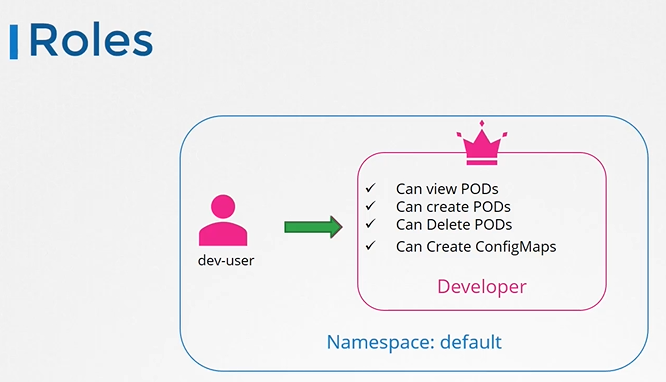 Roles
dev-user
Can view PODs
Can create PODs
Can Delete PODs
Can Create ConfigMaps
Developer
Namespace: default